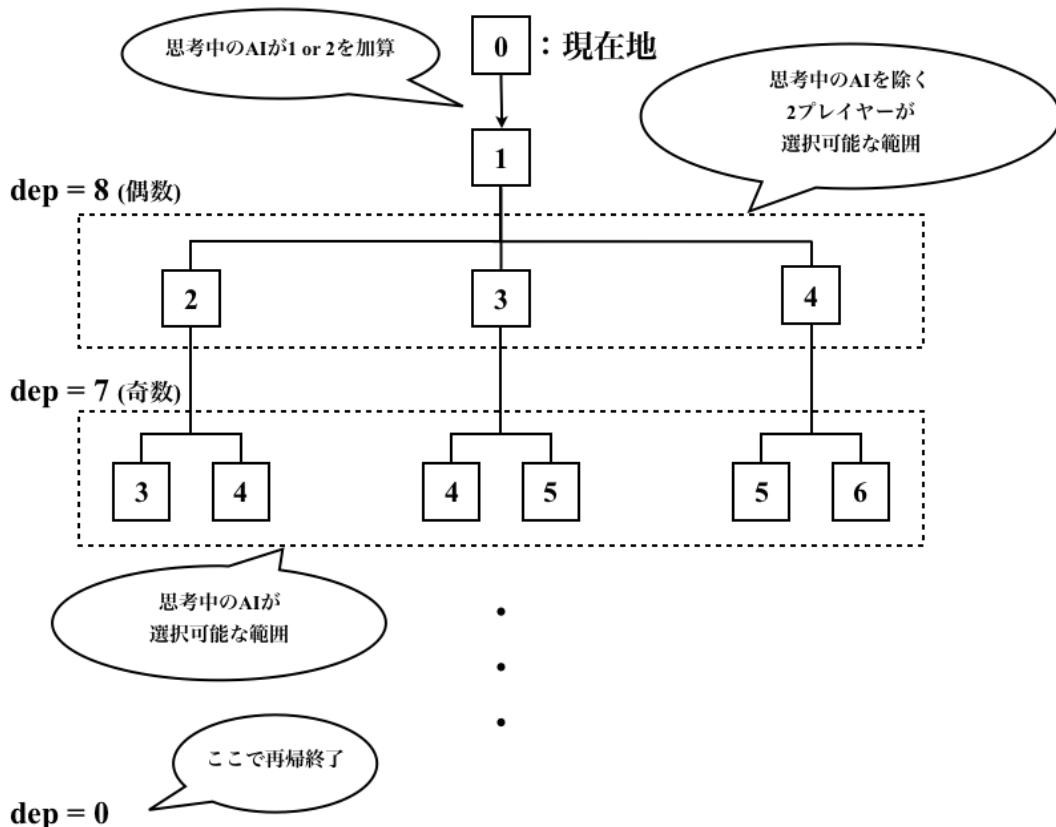 思考中のAIが1 or 2を加算
0
:現在地
思考中のAIを除く
2プレイヤーが
選択可能な範囲
1
dep = 8 (偶数)
2
3
4
dep = 7 (奇数)
3
4
4
5
5
6
思考中のAIが
選択可能な範囲
ここで再帰終了
dep = 0